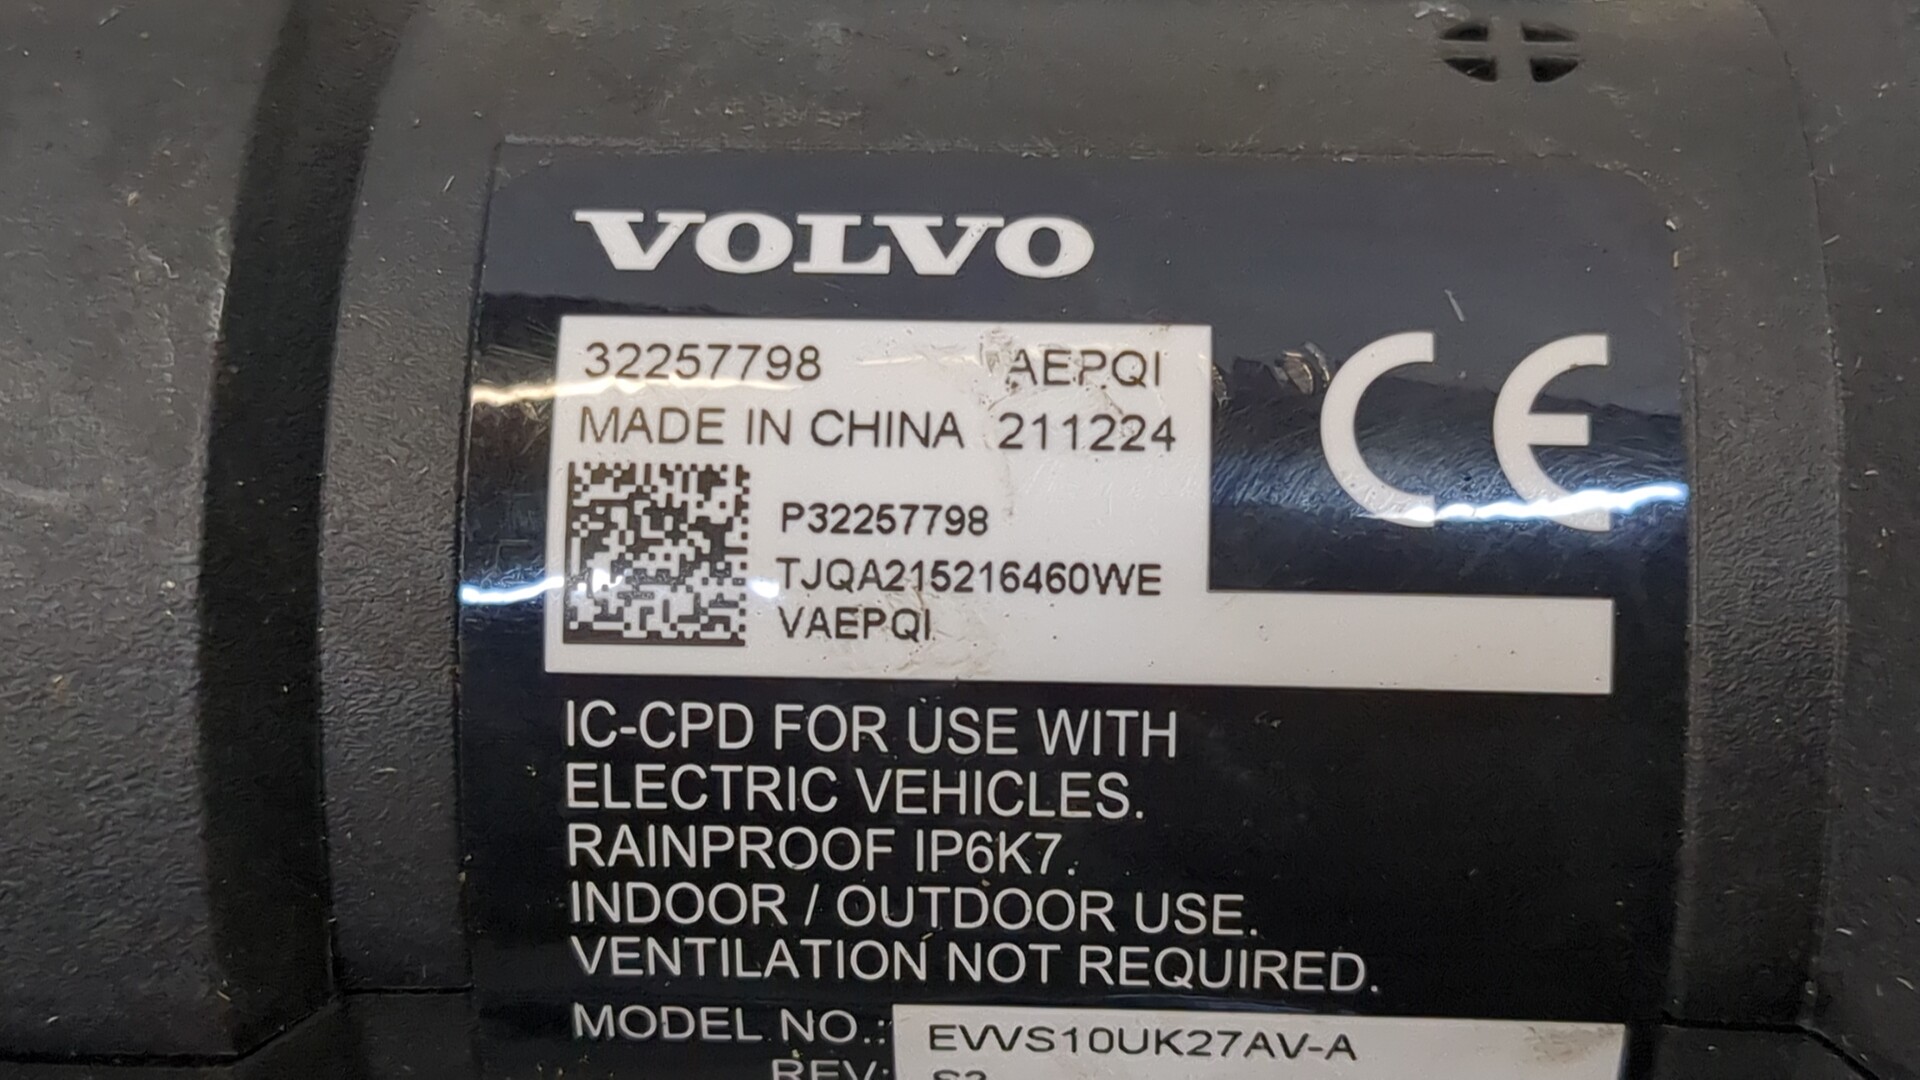 VOLVO
32257798 AEPQI
MADE IN CHINA 211224
P32257798
TJQA215216460WE
VAEPQI
CE
IC-CPD FOR USE WITH
ELECTRIC VEHICLES.
RAINPROOF IP6K7.
INDOOR / OUTDOOR USE.
VENTILATION NOT REQUIRED.
MODEL NO.: EVVS10UK27AV-A
REV: